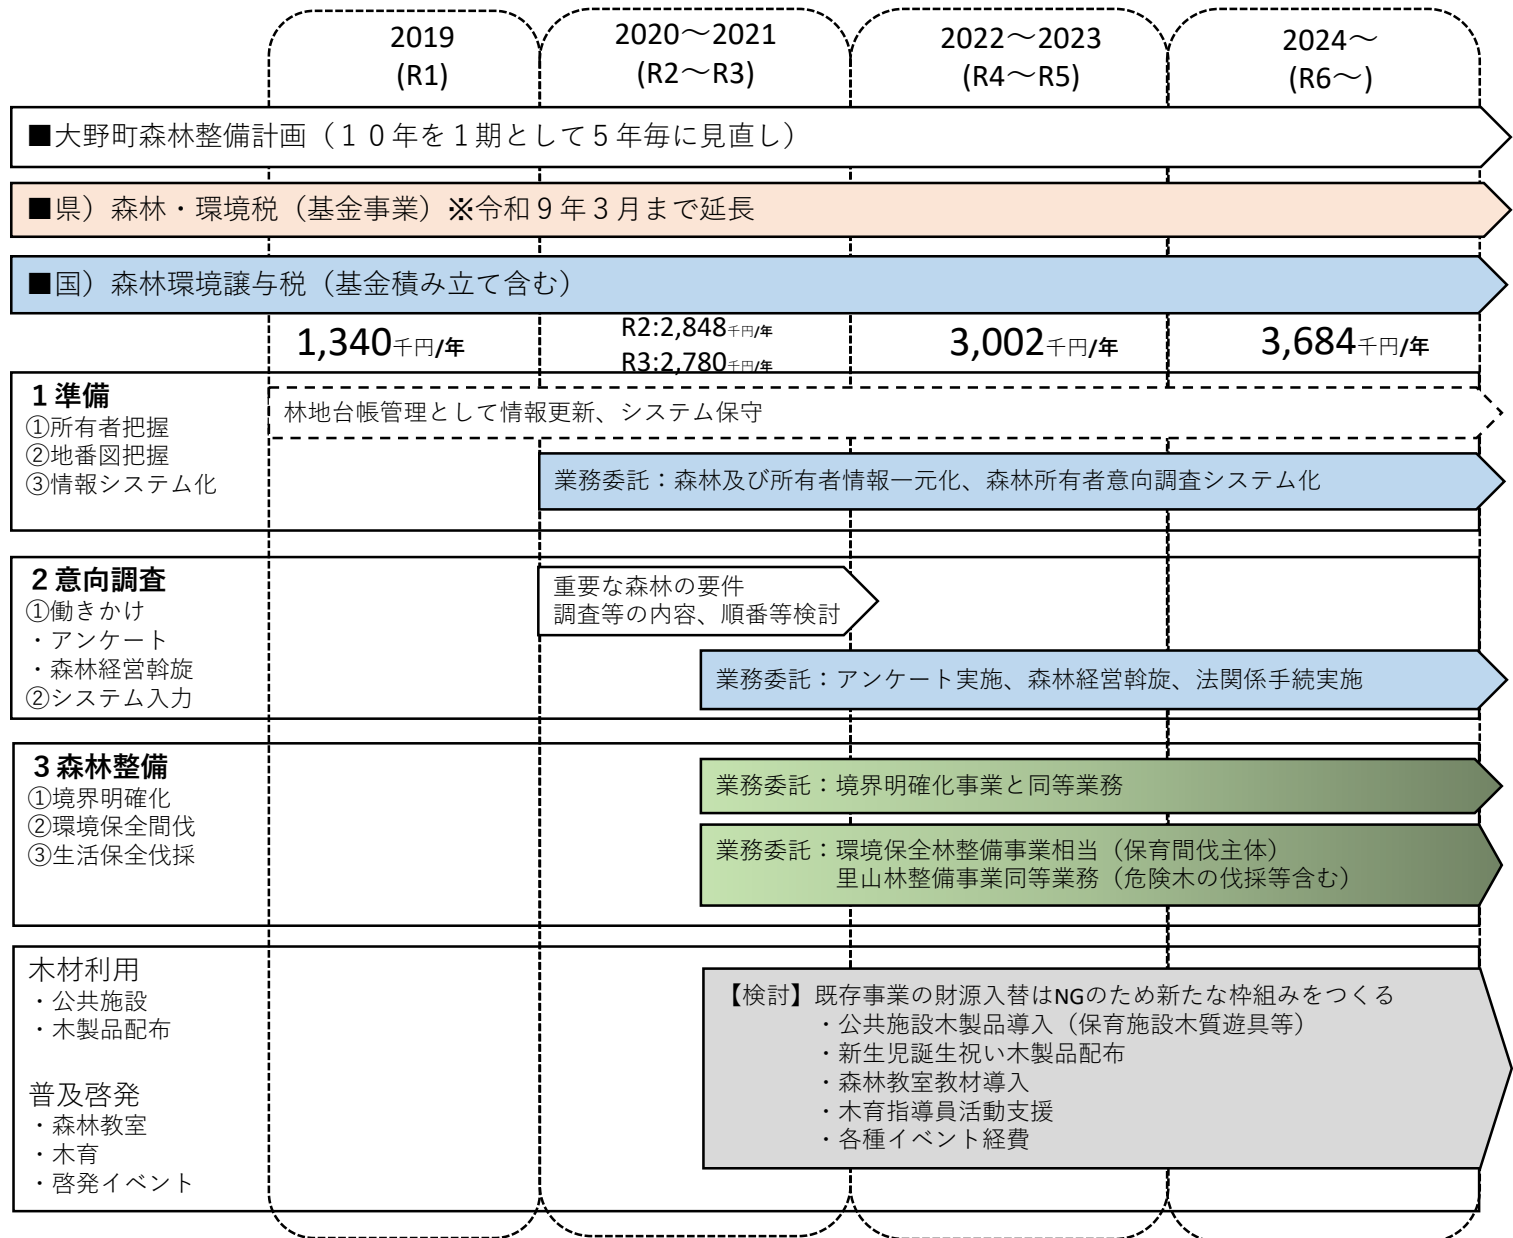 2019
(R1)
2020～2021
(R2～R3)
2022～2023
(R4～R5)
2024～
(R6～)
■大野町森林整備計画（１０年を１期として５年毎に見直し）
■県）森林・環境税（基金事業）※令和９年３月まで延長
■国）森林環境譲与税（基金積み立て含む）
1,340千円/年
R2:2,848千円/年
R3:2,780千円/年
3,002千円/年
3,684千円/年
１準備
①所有者把握
②地番図把握
③情報システム化
林地台帳管理として情報更新、システム保守
業務委託：森林及び所有者情報一元化、森林所有者意向調査システム化
２意向調査
①働きかけ
・アンケート
・森林経営斡旋
②システム入力
重要な森林の要件
調査等の内容、順番等検討
業務委託：アンケート実施、森林経営斡旋、法関係手続実施
３森林整備
①境界明確化
②環境保全間伐
③生活保全伐採
業務委託：境界明確化事業と同等業務
業務委託：環境保全林整備事業相当（保育間伐主体）
里山林整備事業同等業務（危険木の伐採等含む）
木材利用
・公共施設
・木製品配布
普及啓発
・森林教室
・木育
・啓発イベント
【検討】既存事業の財源入替はNGのため新たな枠組みをつくる
・公共施設木製品導入（保育施設木質遊具等）
・新生児誕生祝い木製品配布
・森林教室教材導入
・木育指導員活動支援
・各種イベント経費